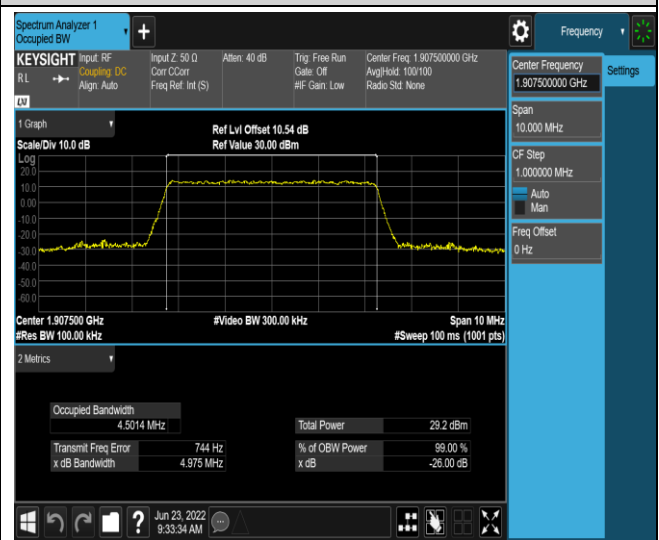 Spectrum Analyzer 1
Occupied BW
+
Frequency
KEYSIGHT
RL
LXI
Input: RF
Coupling: DC
Align: Auto
Input Z: 50 Ω
Corr CCorr
Freq Ref: Int (S)
Atten: 40 dB
Trig: Free Run
Gate: Off
#IF Gain: Low
Center Freq: 1.907500000 GHz
Avg|Hold: 100/100
Radio Std: None
Center Frequency
1.907500000 GHz
Settings
Span
10.000 MHz
CF Step
1.000000 MHz
Auto
Man
Freq Offset
0 Hz
1 Graph
Scale/Div 10.0 dB
Ref Lvl Offset 10.54 dB
Ref Value 30.00 dBm
Log
20.0
10.0
0.00
-10.0
-20.0
-30.0
-40.0
-50.0
-60.0
Center 1.907500 GHz
#Video BW 300.00 kHz
Span 10 MHz
#Res BW 100.00 kHz
#Sweep 100 ms (1001 pts)
2 Metrics
Occupied Bandwidth
4.5014 MHz
Total Power 29.2 dBm
Transmit Freq Error 744 Hz
% of OBW Power 99.00 %
x dB Bandwidth 4.975 MHz
x dB -26.00 dB
?
Jun 23, 2022
9:33:34 AM